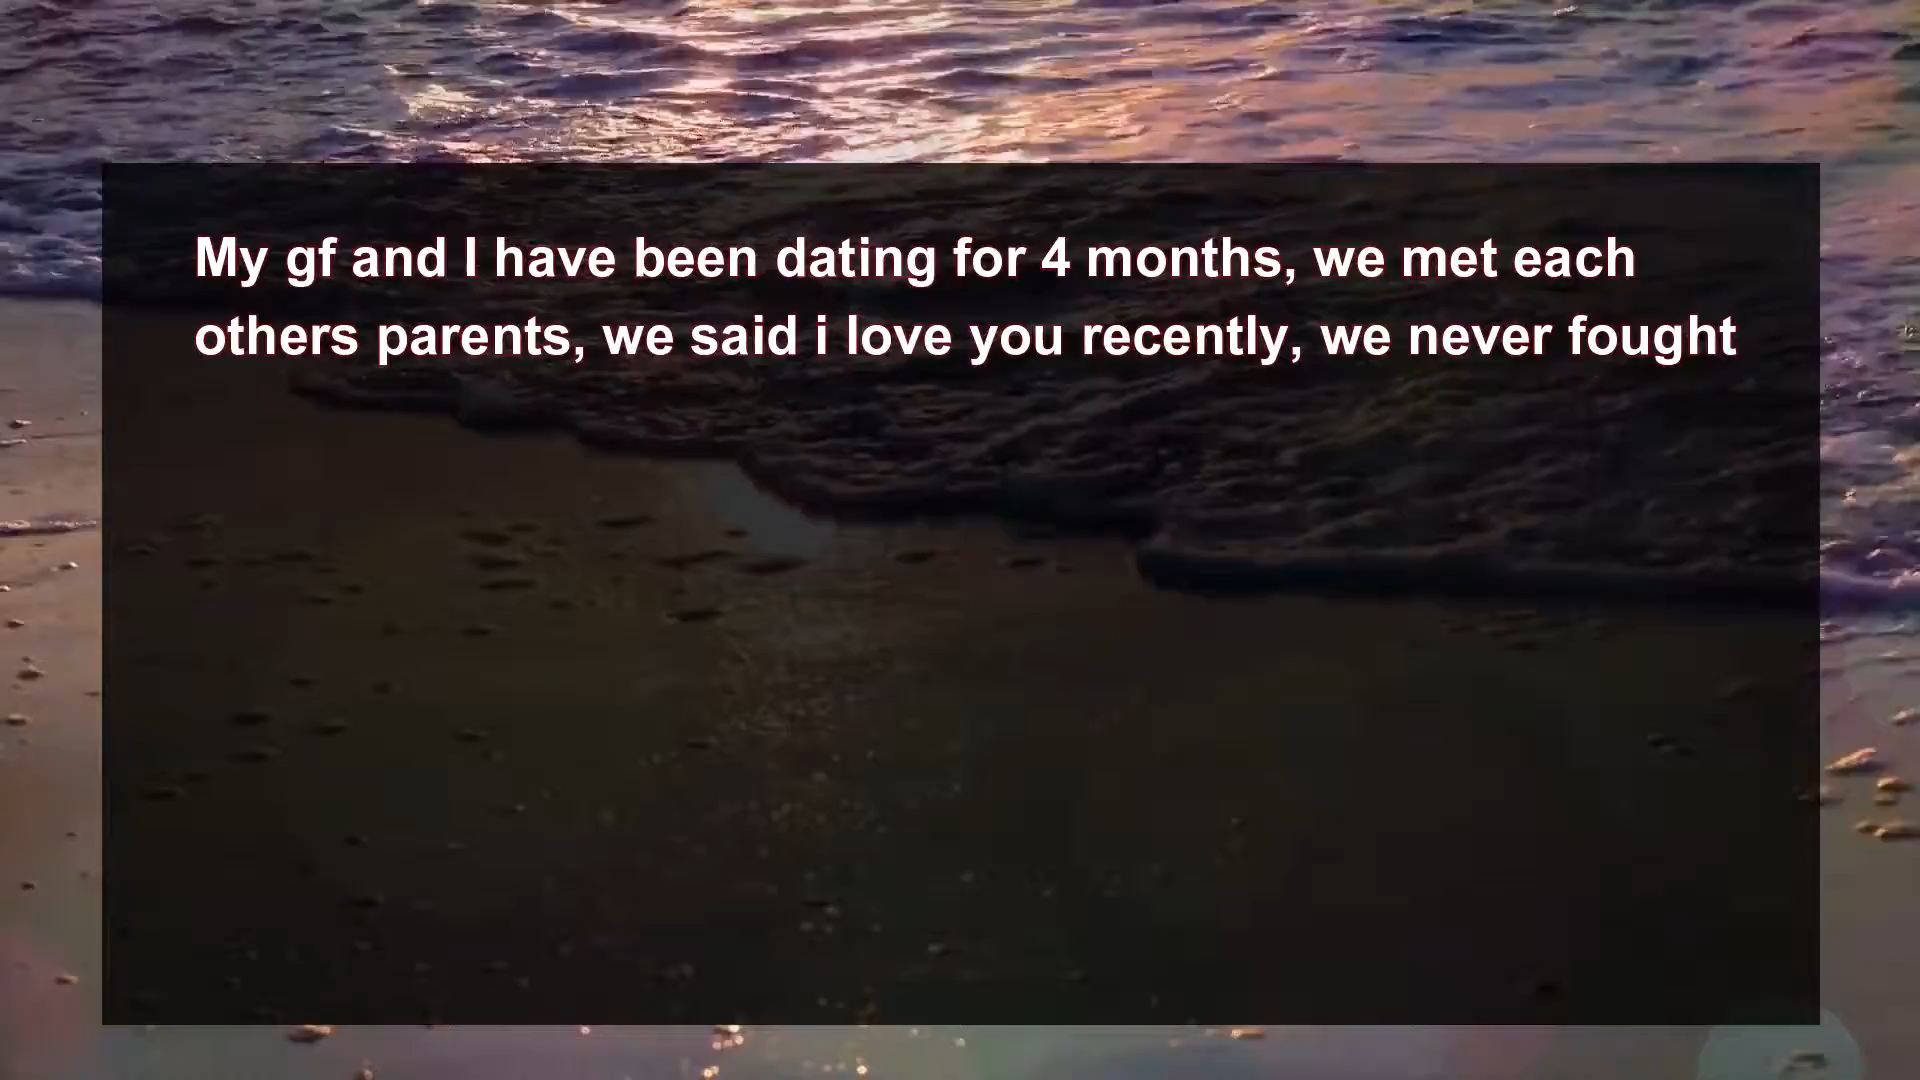 My gf and I have been dating for 4 months, we met each
others parents, we said i love you recently, we never fought